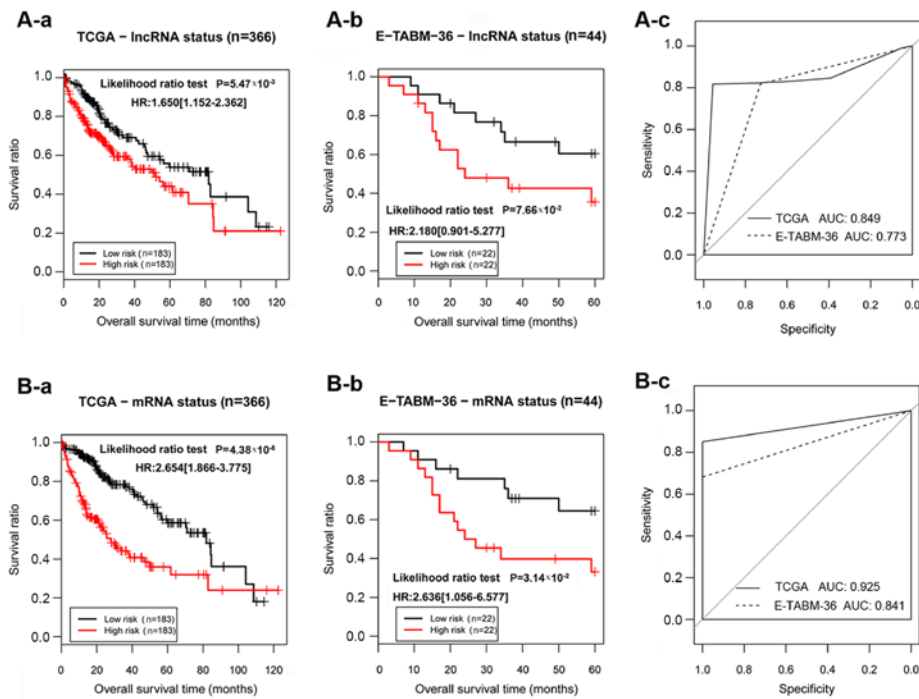 A-a
TCGA – lncRNA status (n=366)
Likelihood ratio test P=5.47×10⁻³
HR:1.650[1.152-2.362]
Survival ratio
1.0
0.8
0.6
0.4
0.2
0.0
Low risk (n=183)
High risk (n=183)
0 20 40 60 80 100 120
Overall survival time (months)
A-b
E-TABM-36 – lncRNA status (n=44)
Survival ratio
1.0
0.8
0.6
0.4
0.2
0.0
Likelihood ratio test P=7.66×10⁻²
HR:2.180[0.901-5.277]
Low risk (n=22)
High risk (n=22)
0 10 20 30 40 50 60
Overall survival time (months)
A-c
Sensitivity
1.0
0.8
0.6
0.4
0.2
0.0
TCGA AUC: 0.849
E-TABM-36 AUC: 0.773
1.0 0.8 0.6 0.4 0.2 0.0
Specificity
B-a
TCGA – mRNA status (n=366)
Likelihood ratio test P=4.38×10⁻⁸
HR:2.654[1.866-3.775]
Survival ratio
1.0
0.8
0.6
0.4
0.2
0.0
Low risk (n=183)
High risk (n=183)
0 20 40 60 80 100 120
Overall survival time (months)
B-b
E-TABM-36 – mRNA status (n=44)
Survival ratio
1.0
0.8
0.6
0.4
0.2
0.0
Likelihood ratio test P=3.14×10⁻²
HR:2.636[1.056-6.577]
Low risk (n=22)
High risk (n=22)
0 10 20 30 40 50 60
Overall survival time (months)
B-c
Sensitivity
1.0
0.8
0.6
0.4
0.2
0.0
TCGA AUC: 0.925
E-TABM-36 AUC: 0.841
1.0 0.8 0.6 0.4 0.2 0.0
Specificity